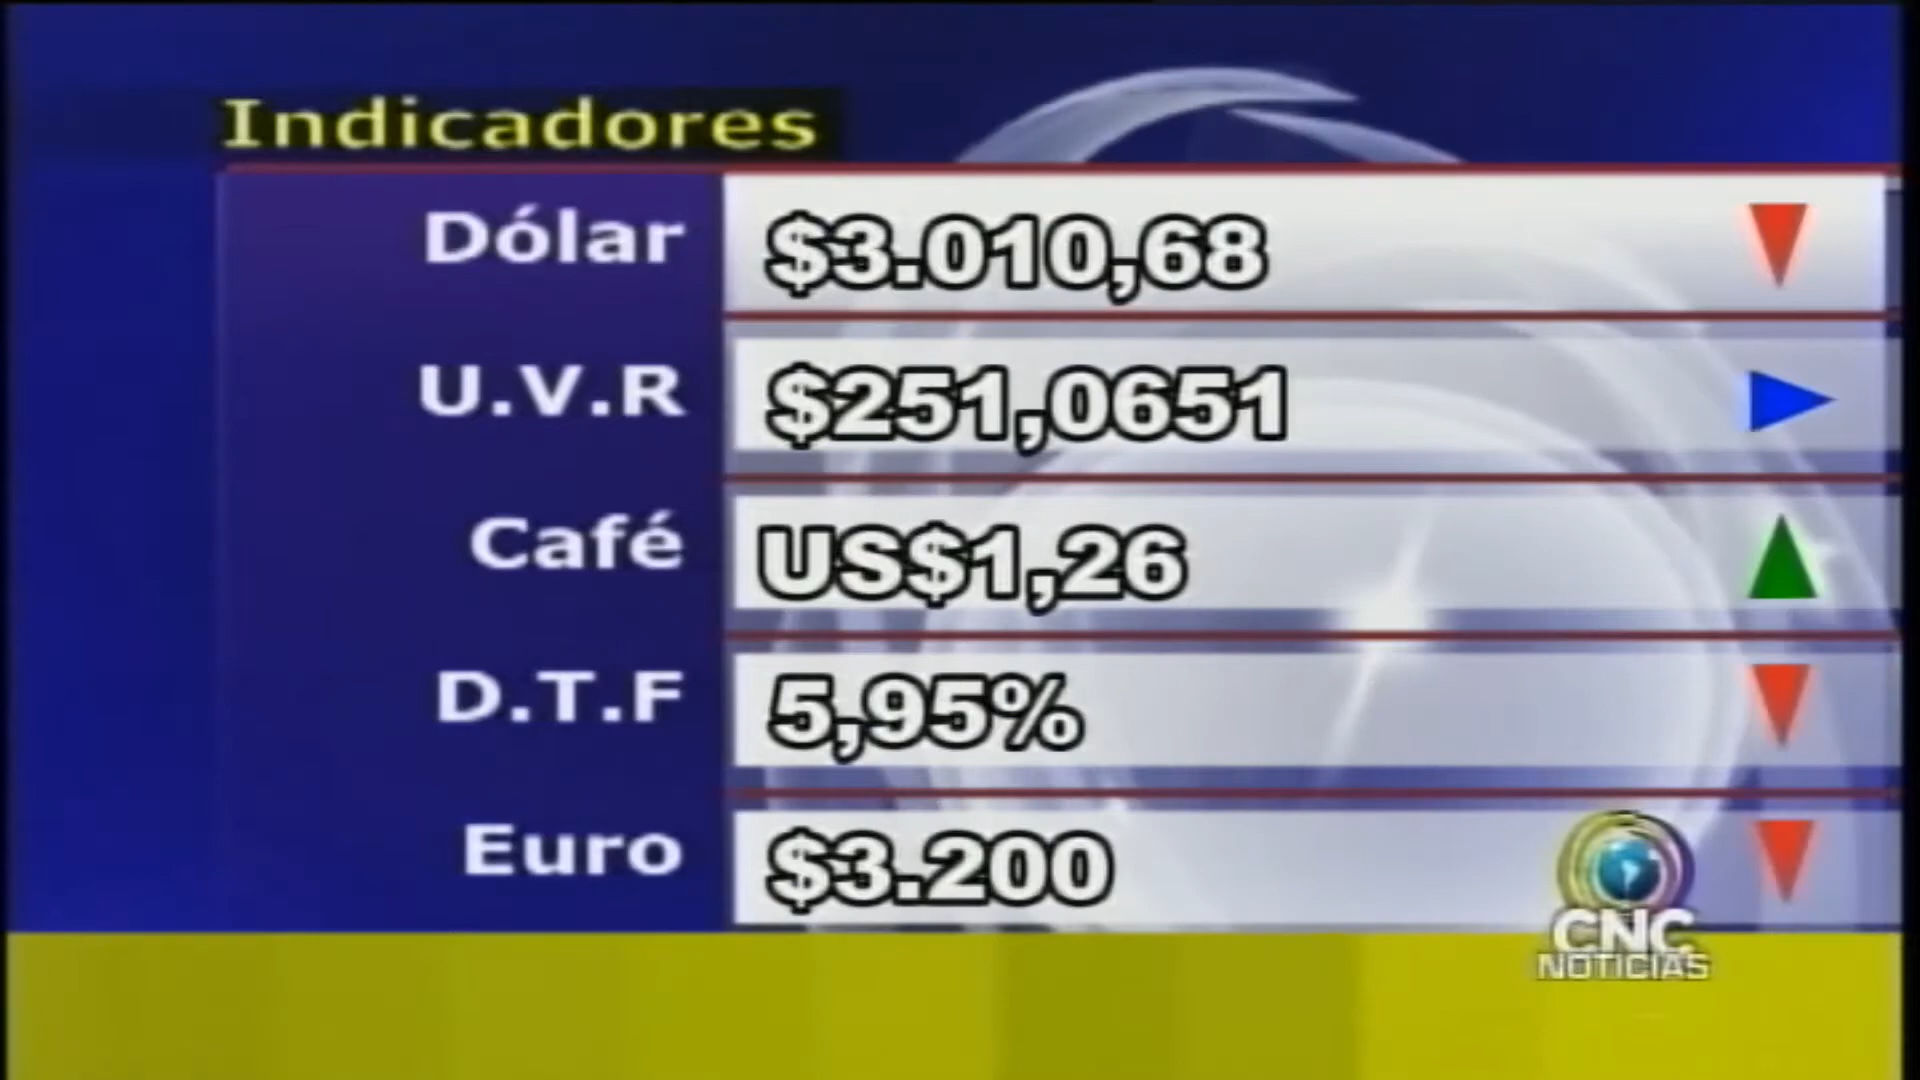 Indicadores
Dólar $3.010,68
U.V.R $251,0651
Café US$1,26
D.T.F 5,95%
Euro $3.200
CNC
NOTICIAS